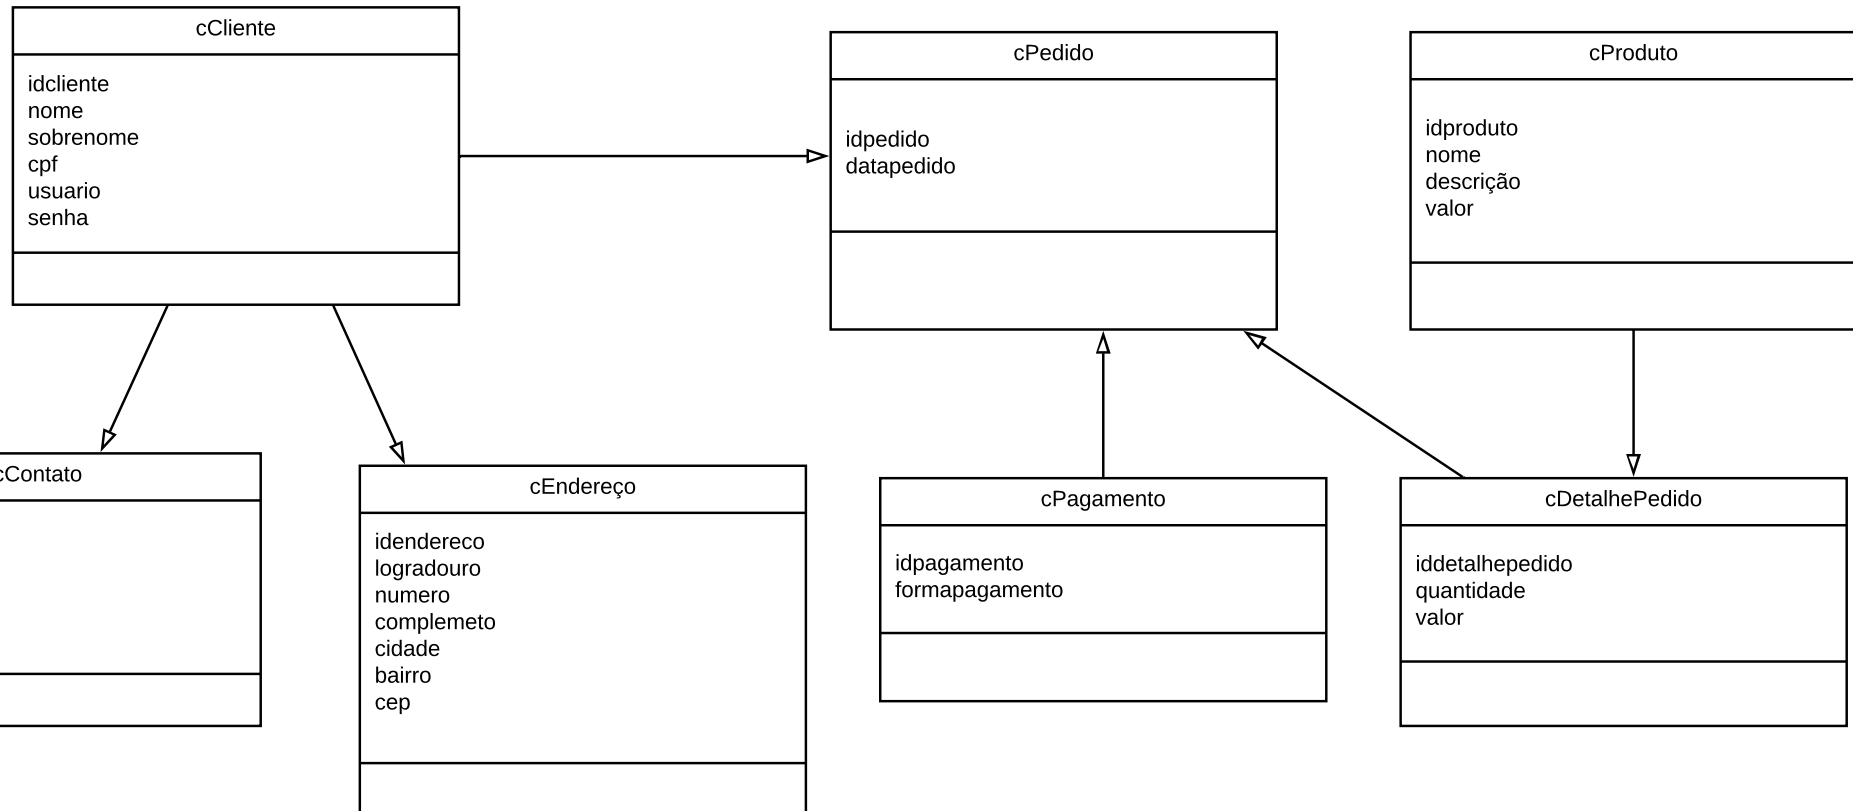 cCliente
idcliente
nome
sobrenome
cpf
usuario
senha
cPedido
idpedido
datapedido
cProduto
idproduto
nome
descrição
valor
cContato
cEndereço
idendereco
logradouro
numero
complemeto
cidade
bairro
cep
cPagamento
idpagamento
formapagamento
cDetalhePedido
iddetalhepedido
quantidade
valor